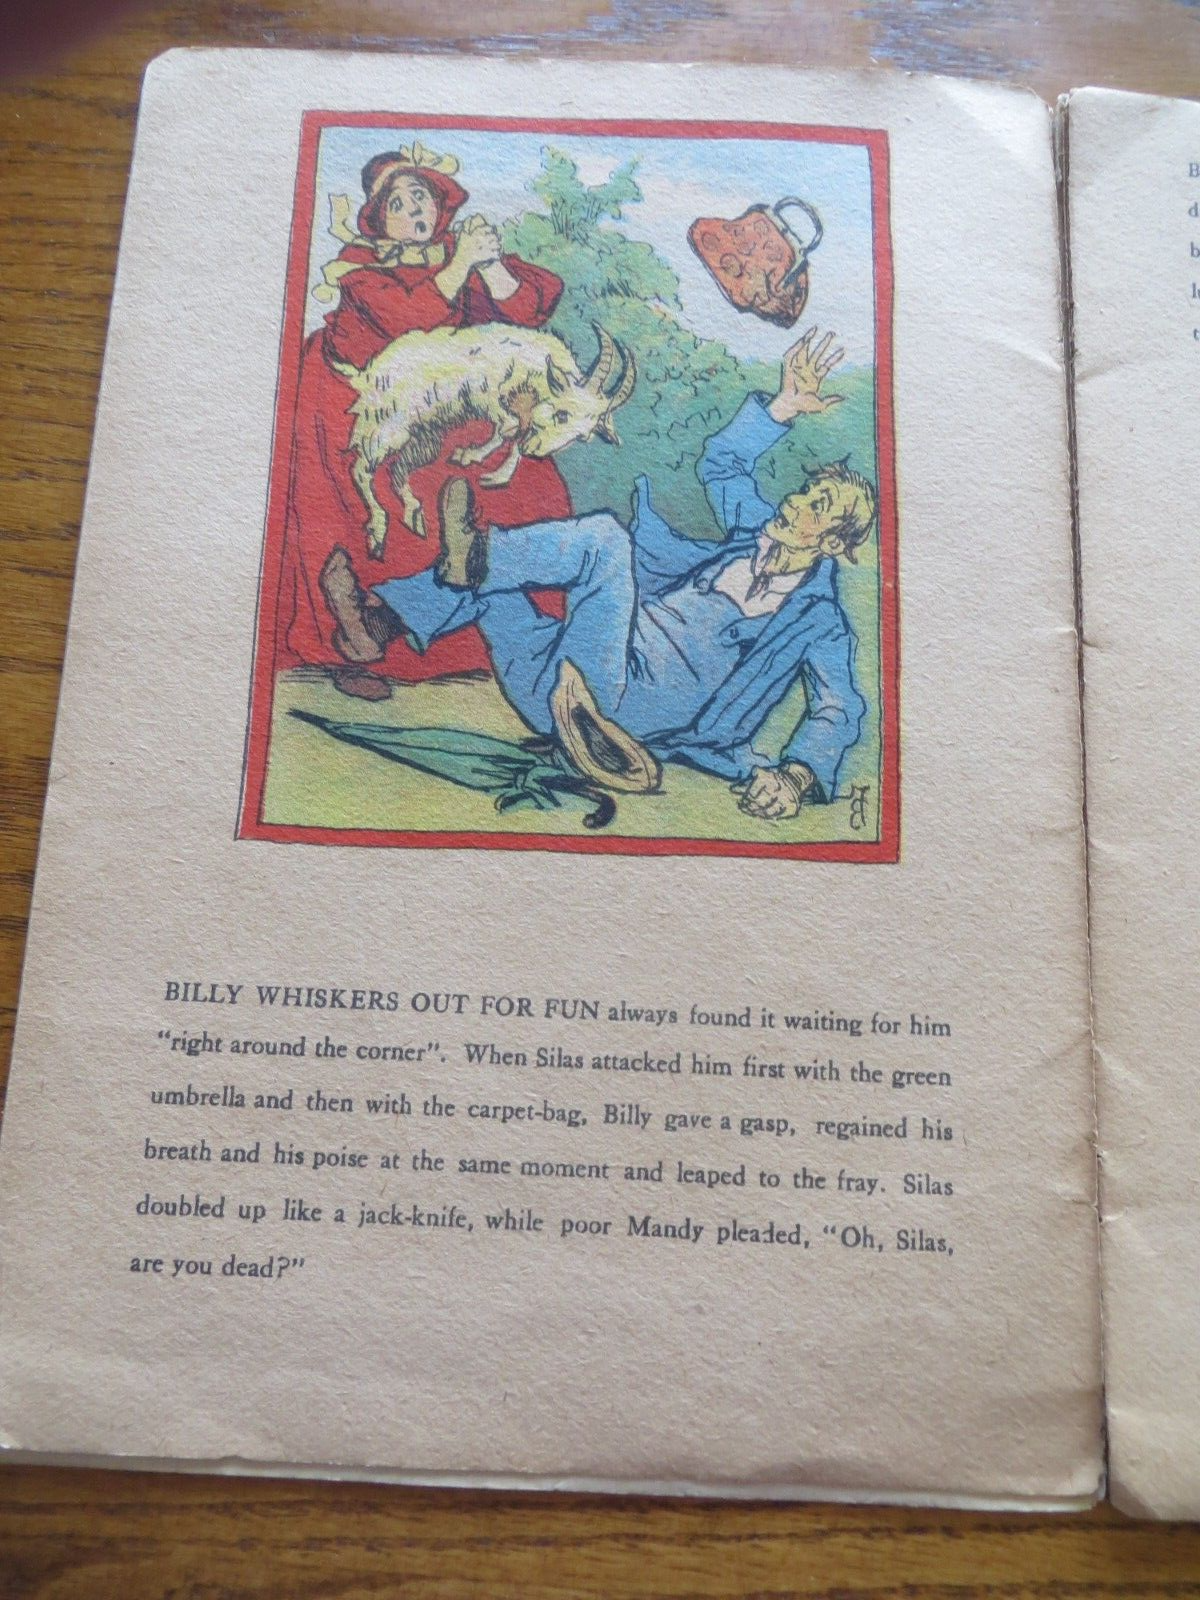 BILLY WHISKERS OUT FOR FUN always found it waiting for him
“right around the corner”. When Silas attacked him first with the green
umbrella and then with the carpet-bag, Billy gave a gasp, regained his
breath and his poise at the same moment and leaped to the fray. Silas
doubled up like a jack-knife, while poor Mandy pleaded, “Oh, Silas,
are you dead?”